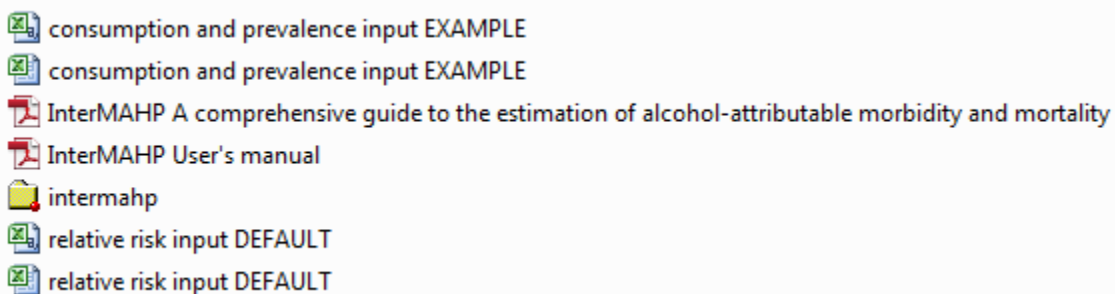 consumption and prevalence input EXAMPLE
consumption and prevalence input EXAMPLE
InterMAHP A comprehensive guide to the estimation of alcohol-attributable morbidity and mortality
InterMAHP User's manual
intermahp
relative risk input DEFAULT
relative risk input DEFAULT